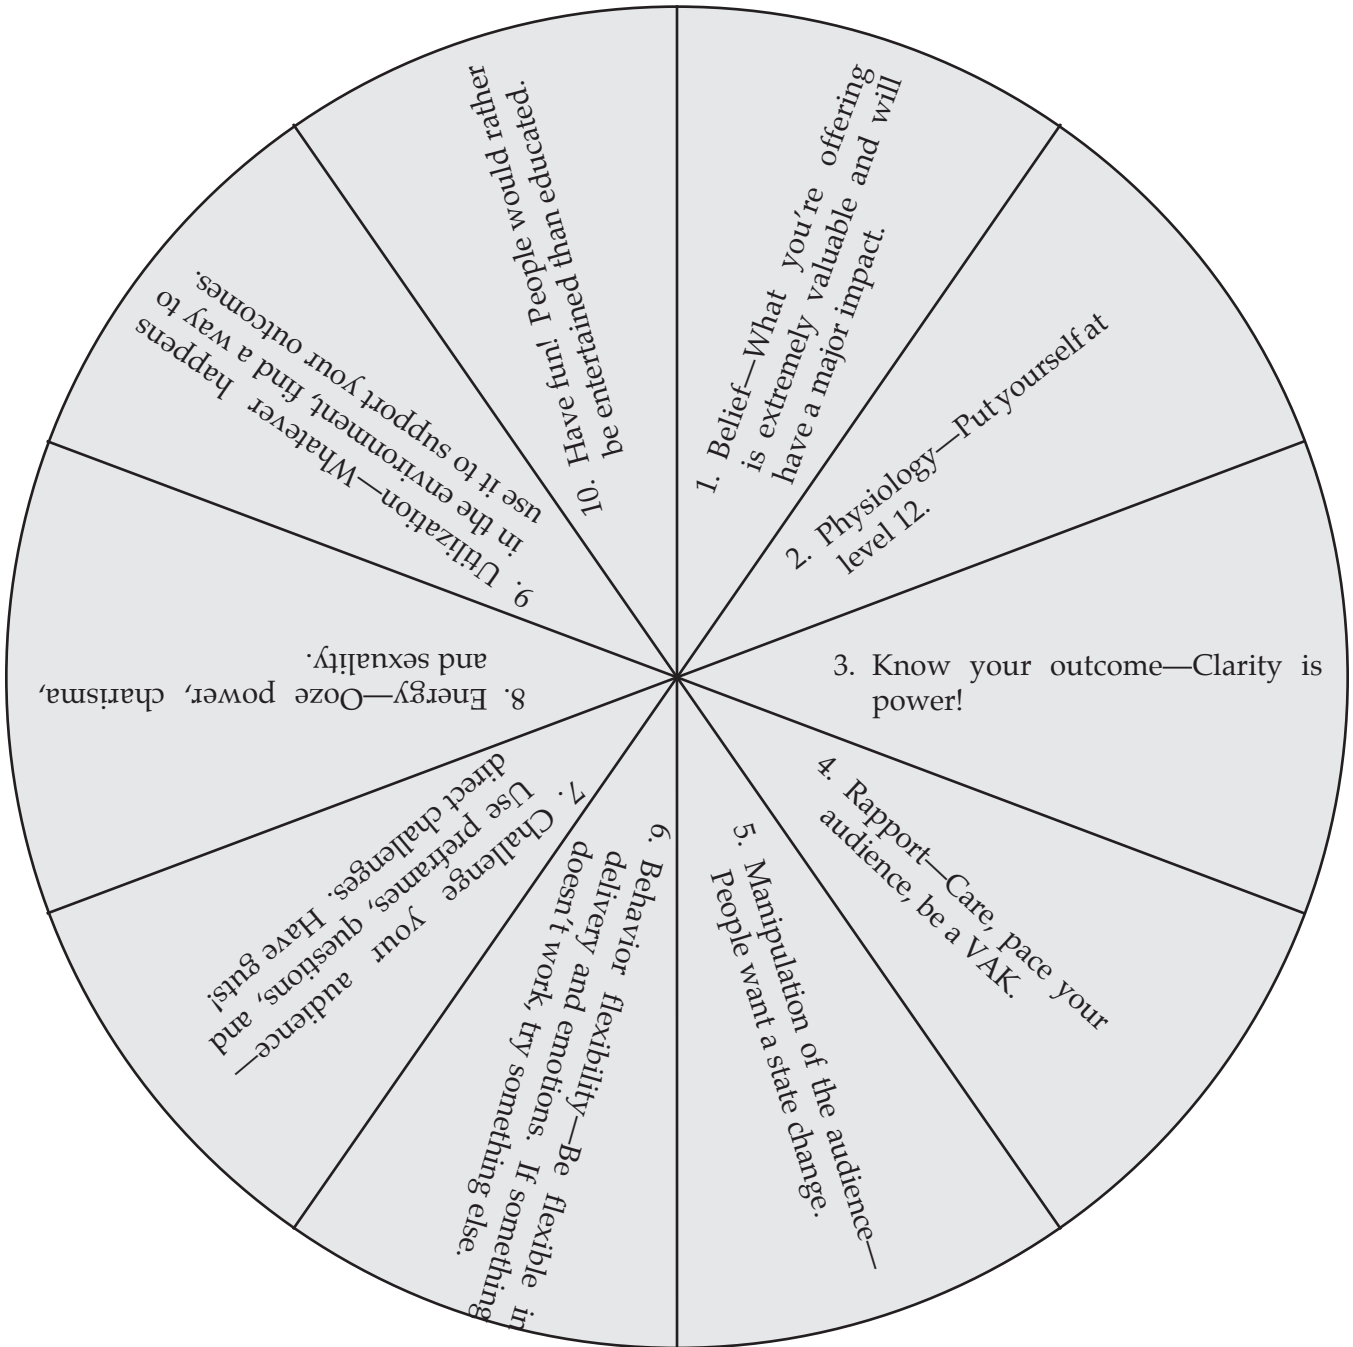 1. Belief—What you're offering
is extremely valuable and will
have a major impact.
2. Physiology—Put yourself at
level 12.
3. Know your outcome—Clarity is
power!
4. Rapport—Care, pace your
audience, be a VAK.
5. Manipulation of the audience—
People want a state change.
6. Behavior flexibility—Be flexible in
delivery and emotions. If something
doesn't work, try something else.
7. Challenge your audience—
Use preframes, questions, and
direct challenges. Have guts!
8. Energy—Ooze power, charisma,
and sexuality.
9. Utilization—Whatever happens
in the environment, find a way to
use it to support your outcomes.
10. Have fun! People would rather
be entertained than educated.